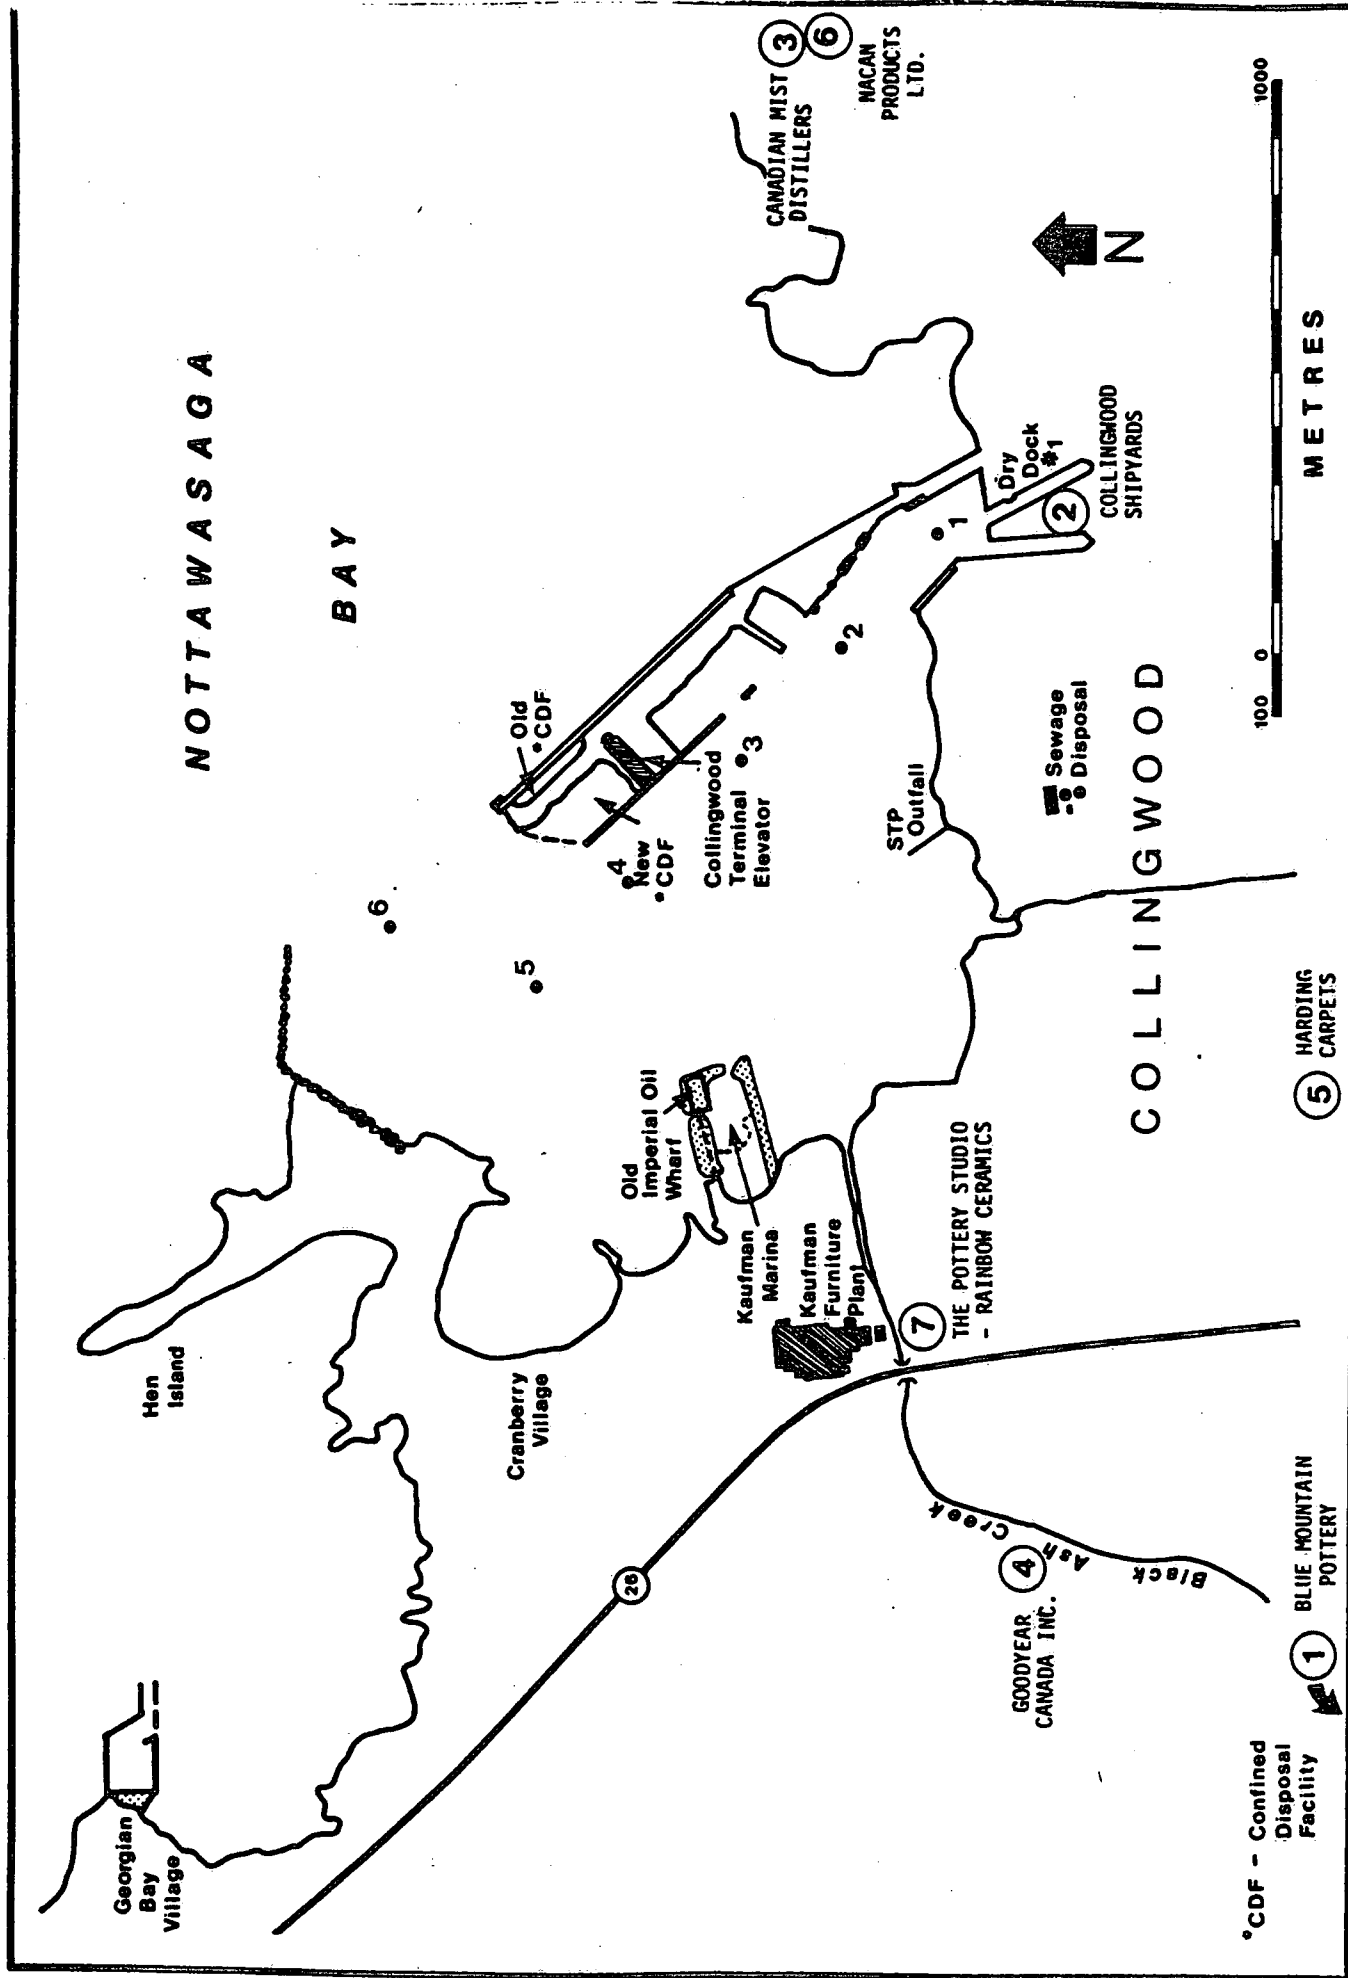 NOTTAWASAGA
BAY
Georgian
Bay
Village
Hen
Island
Cranberry
Village
26
6
5
4
Old
*CDF
New
*CDF
Collingwood
Terminal
Elevator
3
2
1
Old
Imperial Oil
Wharf
Kaufman
Marina
Kaufman
Furniture
Plant
7
THE POTTERY STUDIO
- RAINBOW CERAMICS
STP
Outfall
Sewage
Disposal
Dry
Dock
#1
2
COLLINGWOOD
SHIPYARDS
CANADIAN MIST
DISTILLERS
3
6
NACAN
PRODUCTS
LTD.
N
COLLINGWOOD
Black Ash Creek
4
GOODYEAR
CANADA INC.
1
BLUE MOUNTAIN
POTTERY
5
HARDING
CARPETS
100 0 1000
METRES
*CDF - Confined
Disposal
Facility